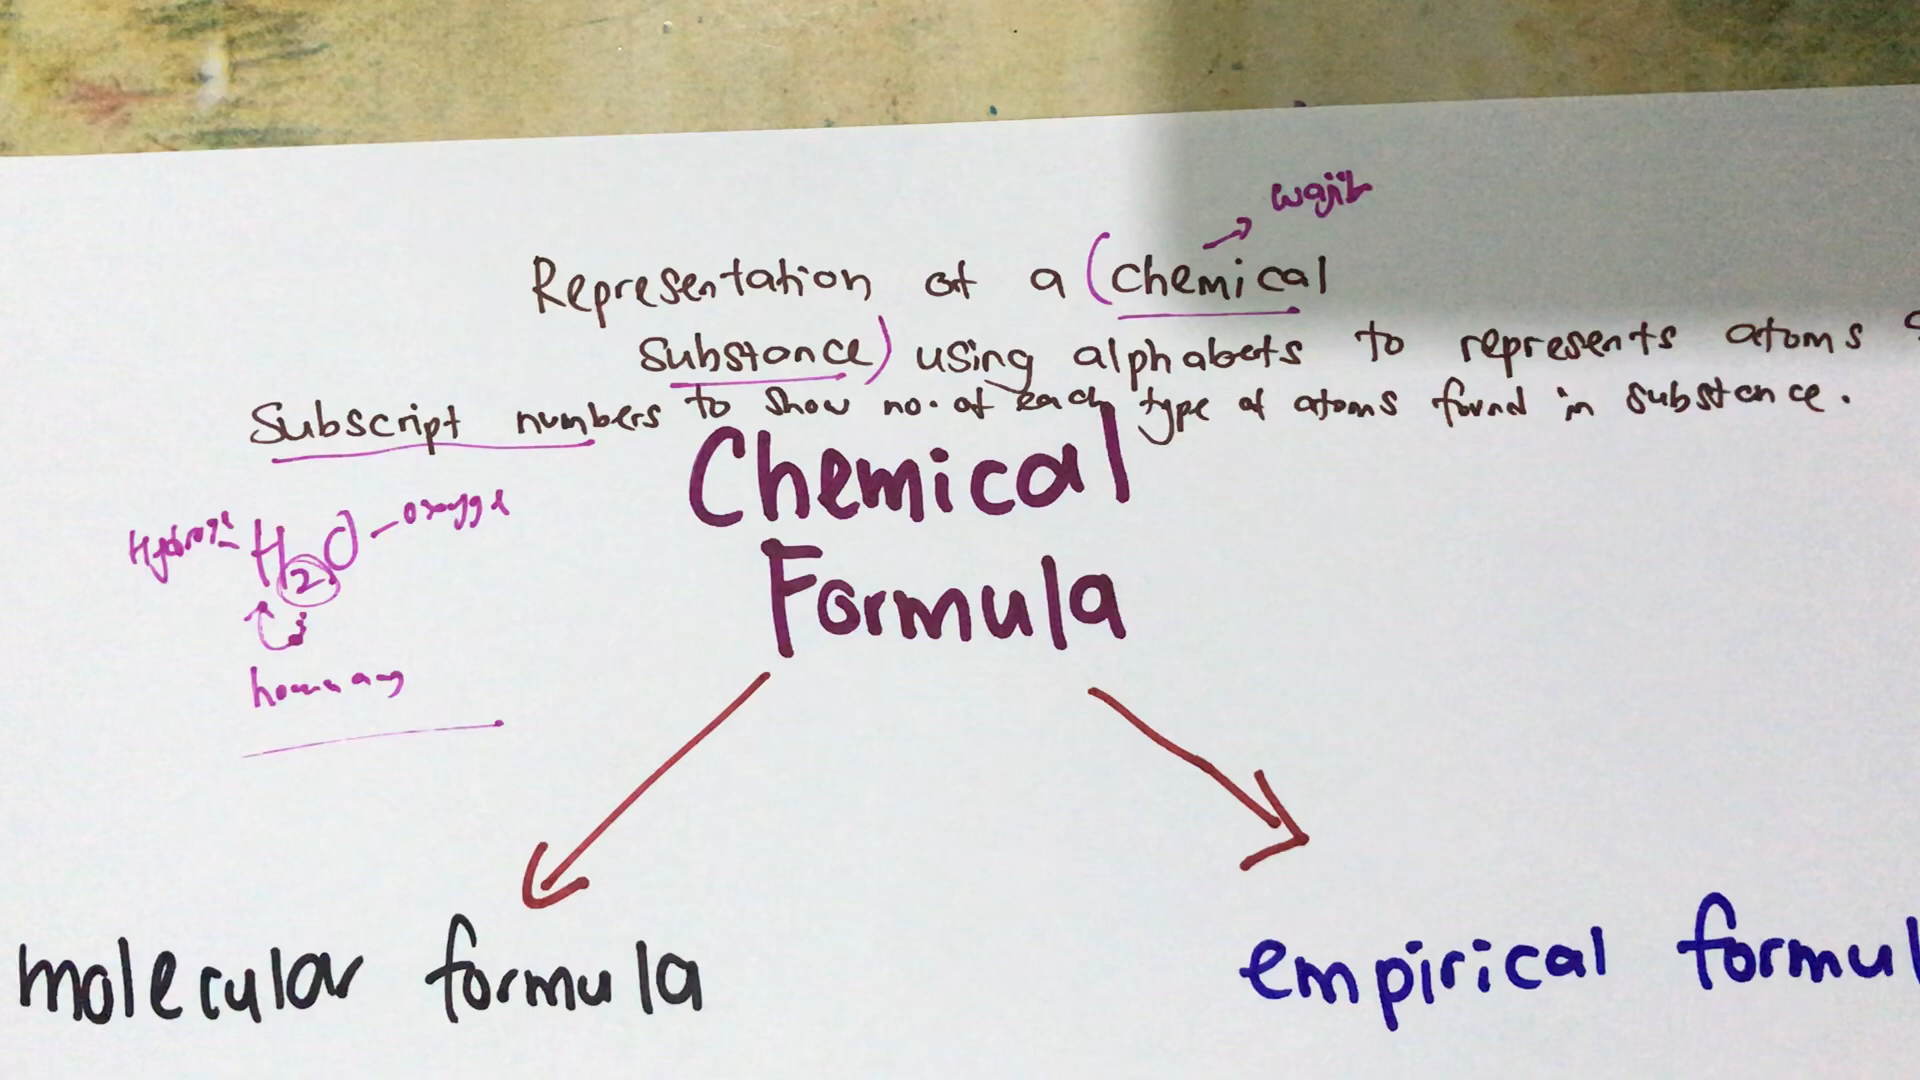 wajib
Representation of a (chemical
substance) using alphabets to represents atoms
Subscript numbers to show no. of each type of atoms found in substance.
Chemical
Formula
H2O
molecular formula
empirical formul